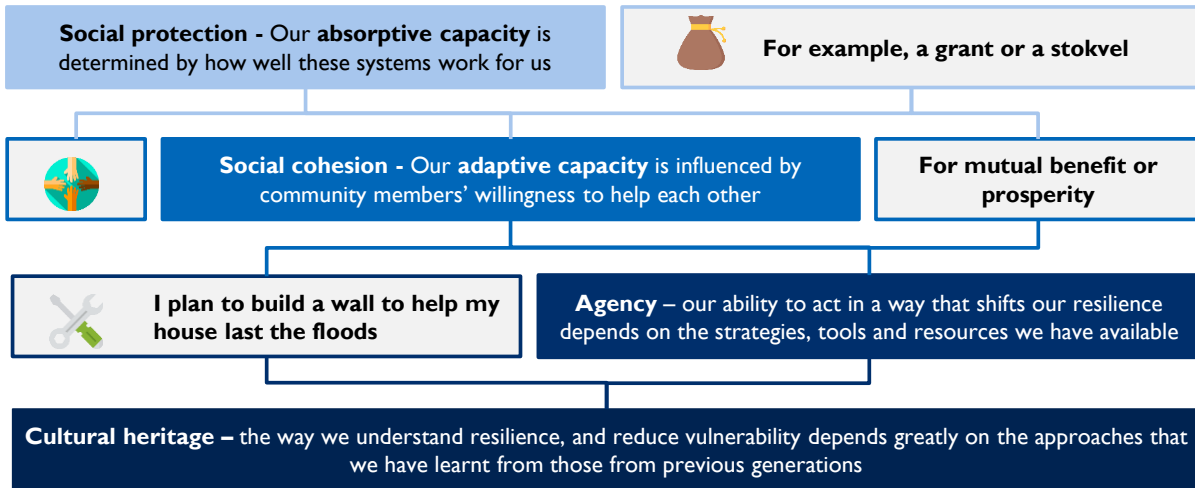 Social protection - Our absorptive capacity is
determined by how well these systems work for us
For example, a grant or a stokvel
Social cohesion - Our adaptive capacity is influenced by
community members’ willingness to help each other
For mutual benefit or
prosperity
I plan to build a wall to help my
house last the floods
Agency – our ability to act in a way that shifts our resilience
depends on the strategies, tools and resources we have available
Cultural heritage – the way we understand resilience, and reduce vulnerability depends greatly on the approaches that
we have learnt from those from previous generations